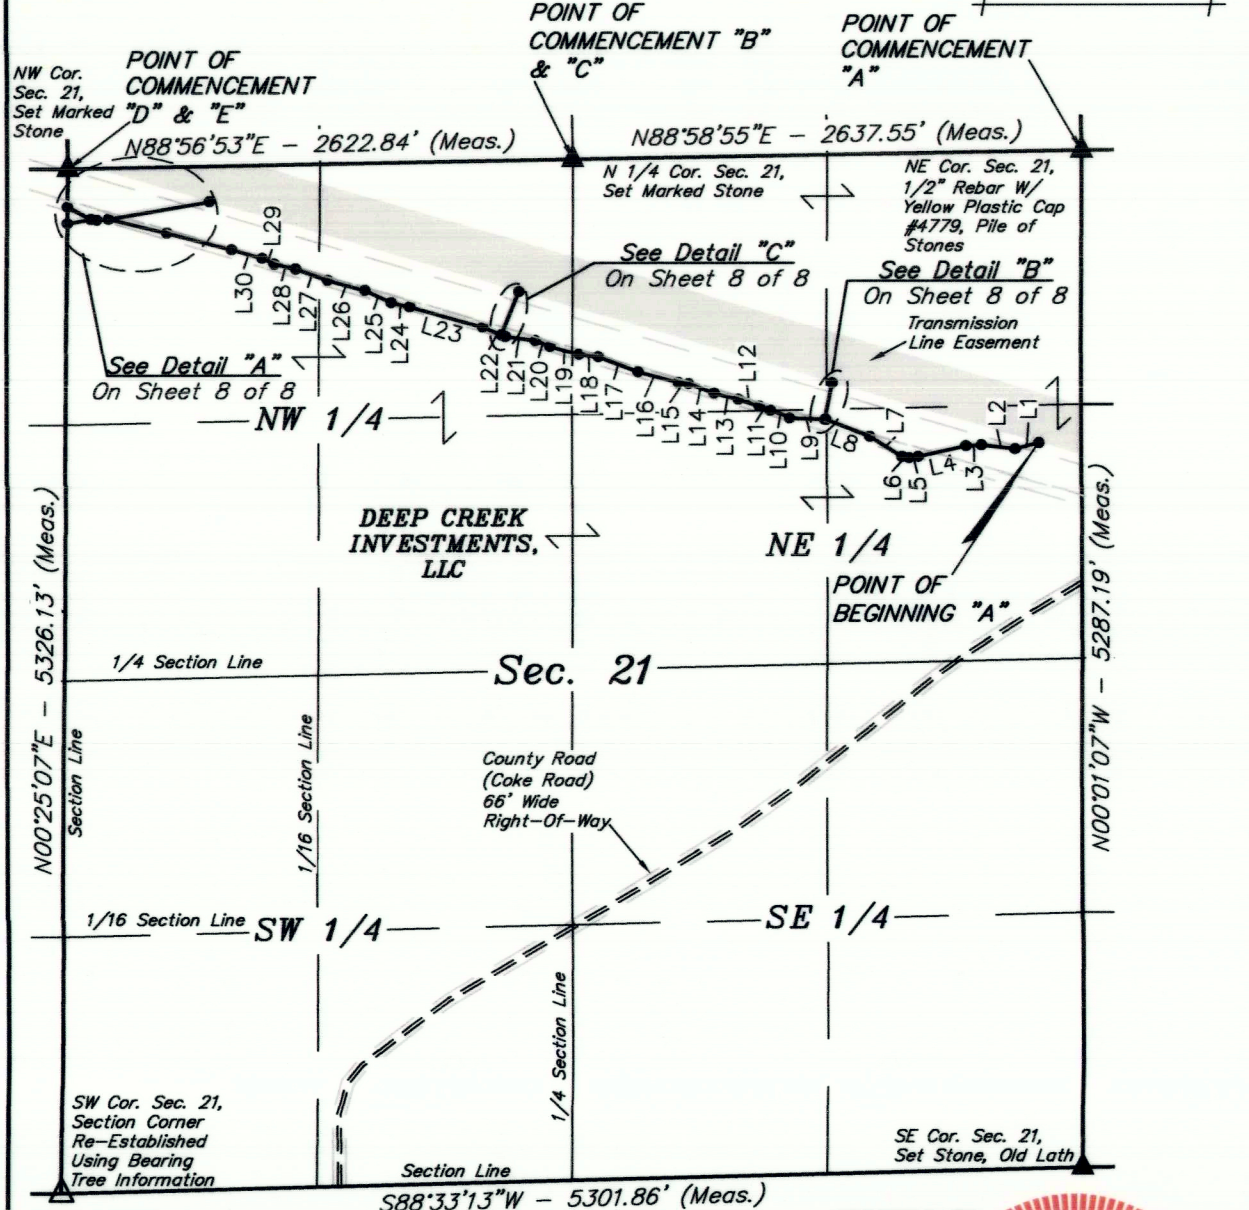 POINT OF
COMMENCEMENT "B"
& "C"
POINT OF
COMMENCEMENT
"A"
POINT OF
COMMENCEMENT
"D" & "E"
NW Cor.
Sec. 21,
Set Marked
Stone
N88°56'53"E – 2622.84' (Meas.)
N88°58'55"E – 2637.55' (Meas.)
N 1/4 Cor. Sec. 21,
Set Marked Stone
NE Cor. Sec. 21,
1/2" Rebar W/
Yellow Plastic Cap
#4779, Pile of
Stones
See Detail "C"
On Sheet 8 of 8
See Detail "B"
On Sheet 8 of 8
Transmission
Line Easement
See Detail "A"
On Sheet 8 of 8
L30
L29
L28
L27
L26
L25
L24
L23
L22
L21
L20
L19
L18
L17
L16
L15
L14
L13
L12
L11
L10
L9
L8
L7
L6
L5
L4
L3
L2
L1
NW 1/4
DEEP CREEK
INVESTMENTS,
LLC
NE 1/4
POINT OF
BEGINNING "A"
N00°25'07"E – 5326.13' (Meas.)
N00°01'07"W – 5287.19' (Meas.)
1/4 Section Line
Sec. 21
Section Line
1/16 Section Line
County Road
(Coke Road)
66' Wide
Right-Of-Way
1/16 Section Line
SW 1/4
SE 1/4
1/4 Section Line
SW Cor. Sec. 21,
Section Corner
Re-Established
Using Bearing
Tree Information
Section Line
SE Cor. Sec. 21,
Set Stone, Old Lath
S88°33'13"W – 5301.86' (Meas.)